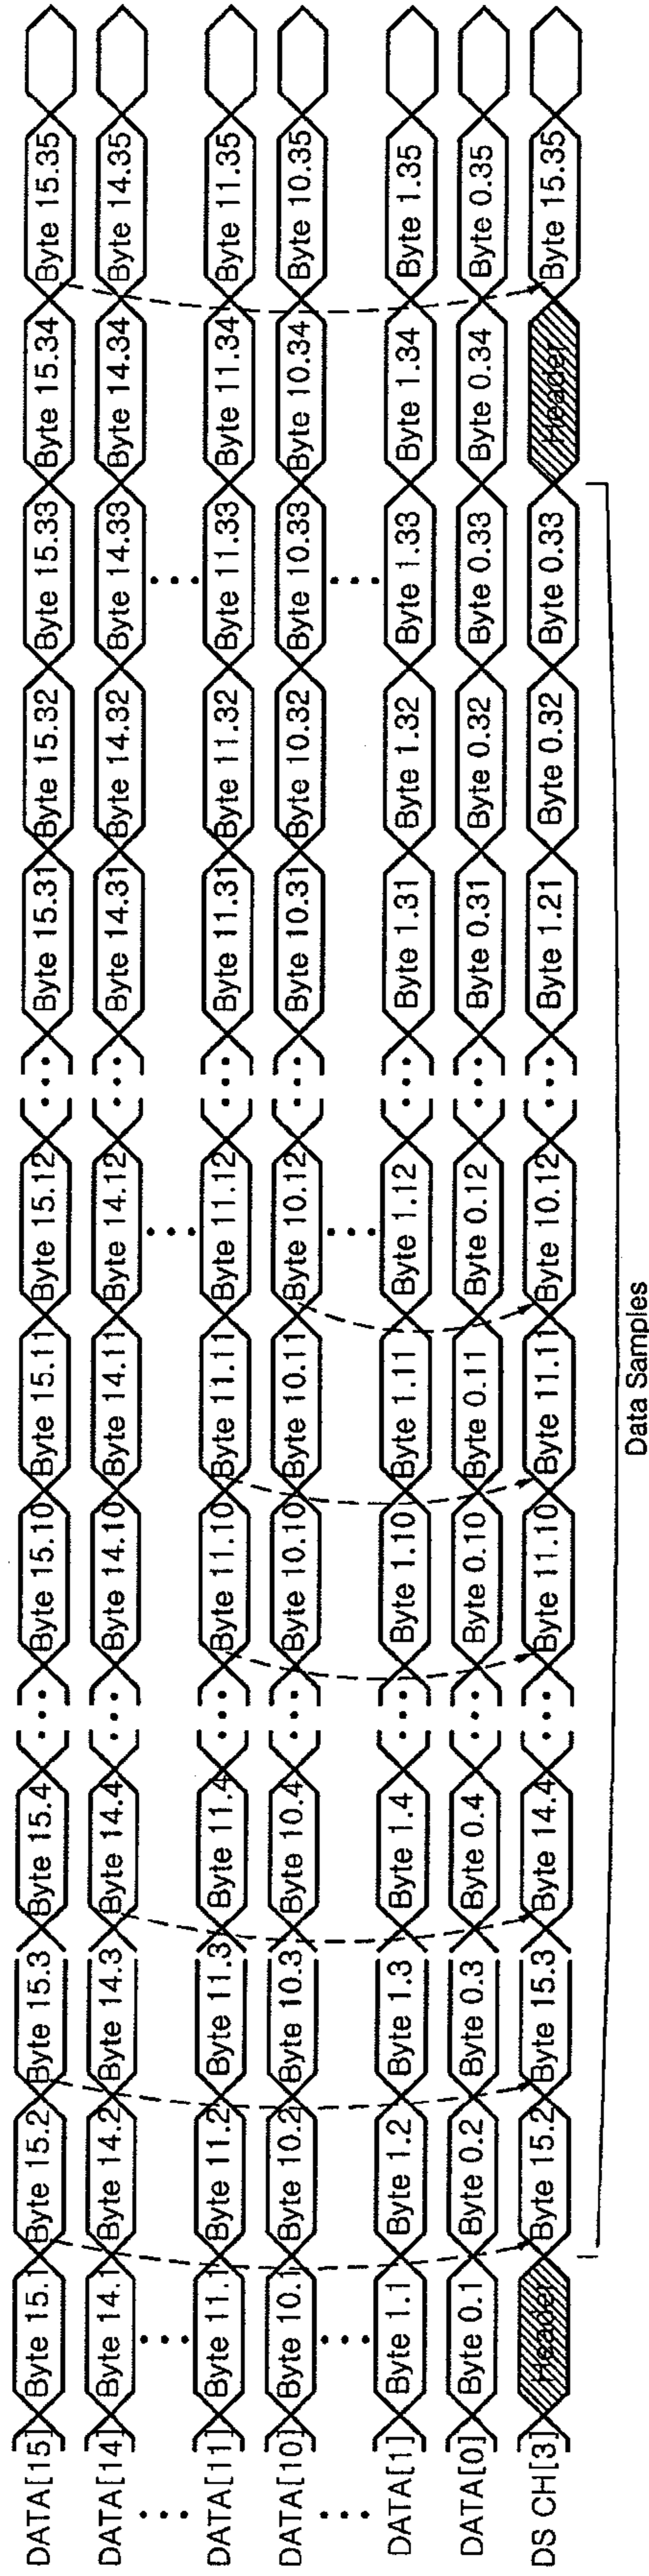 DATA[15] Byte 15.1 Byte 15.2 Byte 15.3 Byte 15.4 ... Byte 15.10 Byte 15.11 Byte 15.12 ... Byte 15.31 Byte 15.32 Byte 15.33 Byte 15.34 Byte 15.35
DATA[14] Byte 14.1 Byte 14.2 Byte 14.3 Byte 14.4 ... Byte 14.10 Byte 14.11 Byte 14.12 ... Byte 14.31 Byte 14.32 Byte 14.33 Byte 14.34 Byte 14.35
... ... ... ...
DATA[11] Byte 11.1 Byte 11.2 Byte 11.3 Byte 11.4 ... Byte 11.10 Byte 11.11 Byte 11.12 ... Byte 11.31 Byte 11.32 Byte 11.33 Byte 11.34 Byte 11.35
DATA[10] Byte 10.1 Byte 10.2 Byte 10.3 Byte 10.4 ... Byte 10.10 Byte 10.11 Byte 10.12 ... Byte 10.31 Byte 10.32 Byte 10.33 Byte 10.34 Byte 10.35
... ... ... ...
DATA[1] Byte 1.1 Byte 1.2 Byte 1.3 Byte 1.4 ... Byte 1.10 Byte 1.11 Byte 1.12 ... Byte 1.31 Byte 1.32 Byte 1.33 Byte 1.34 Byte 1.35
DATA[0] Byte 0.1 Byte 0.2 Byte 0.3 Byte 0.4 ... Byte 0.10 Byte 0.11 Byte 0.12 ... Byte 0.31 Byte 0.32 Byte 0.33 Byte 0.34 Byte 0.35
DS CH[3] Header Byte 15.2 Byte 15.3 Byte 14.4 ... Byte 11.10 Byte 11.11 Byte 10.12 ... Byte 1.21 Byte 0.32 Byte 0.33 Header Byte 15.35
Data Samples